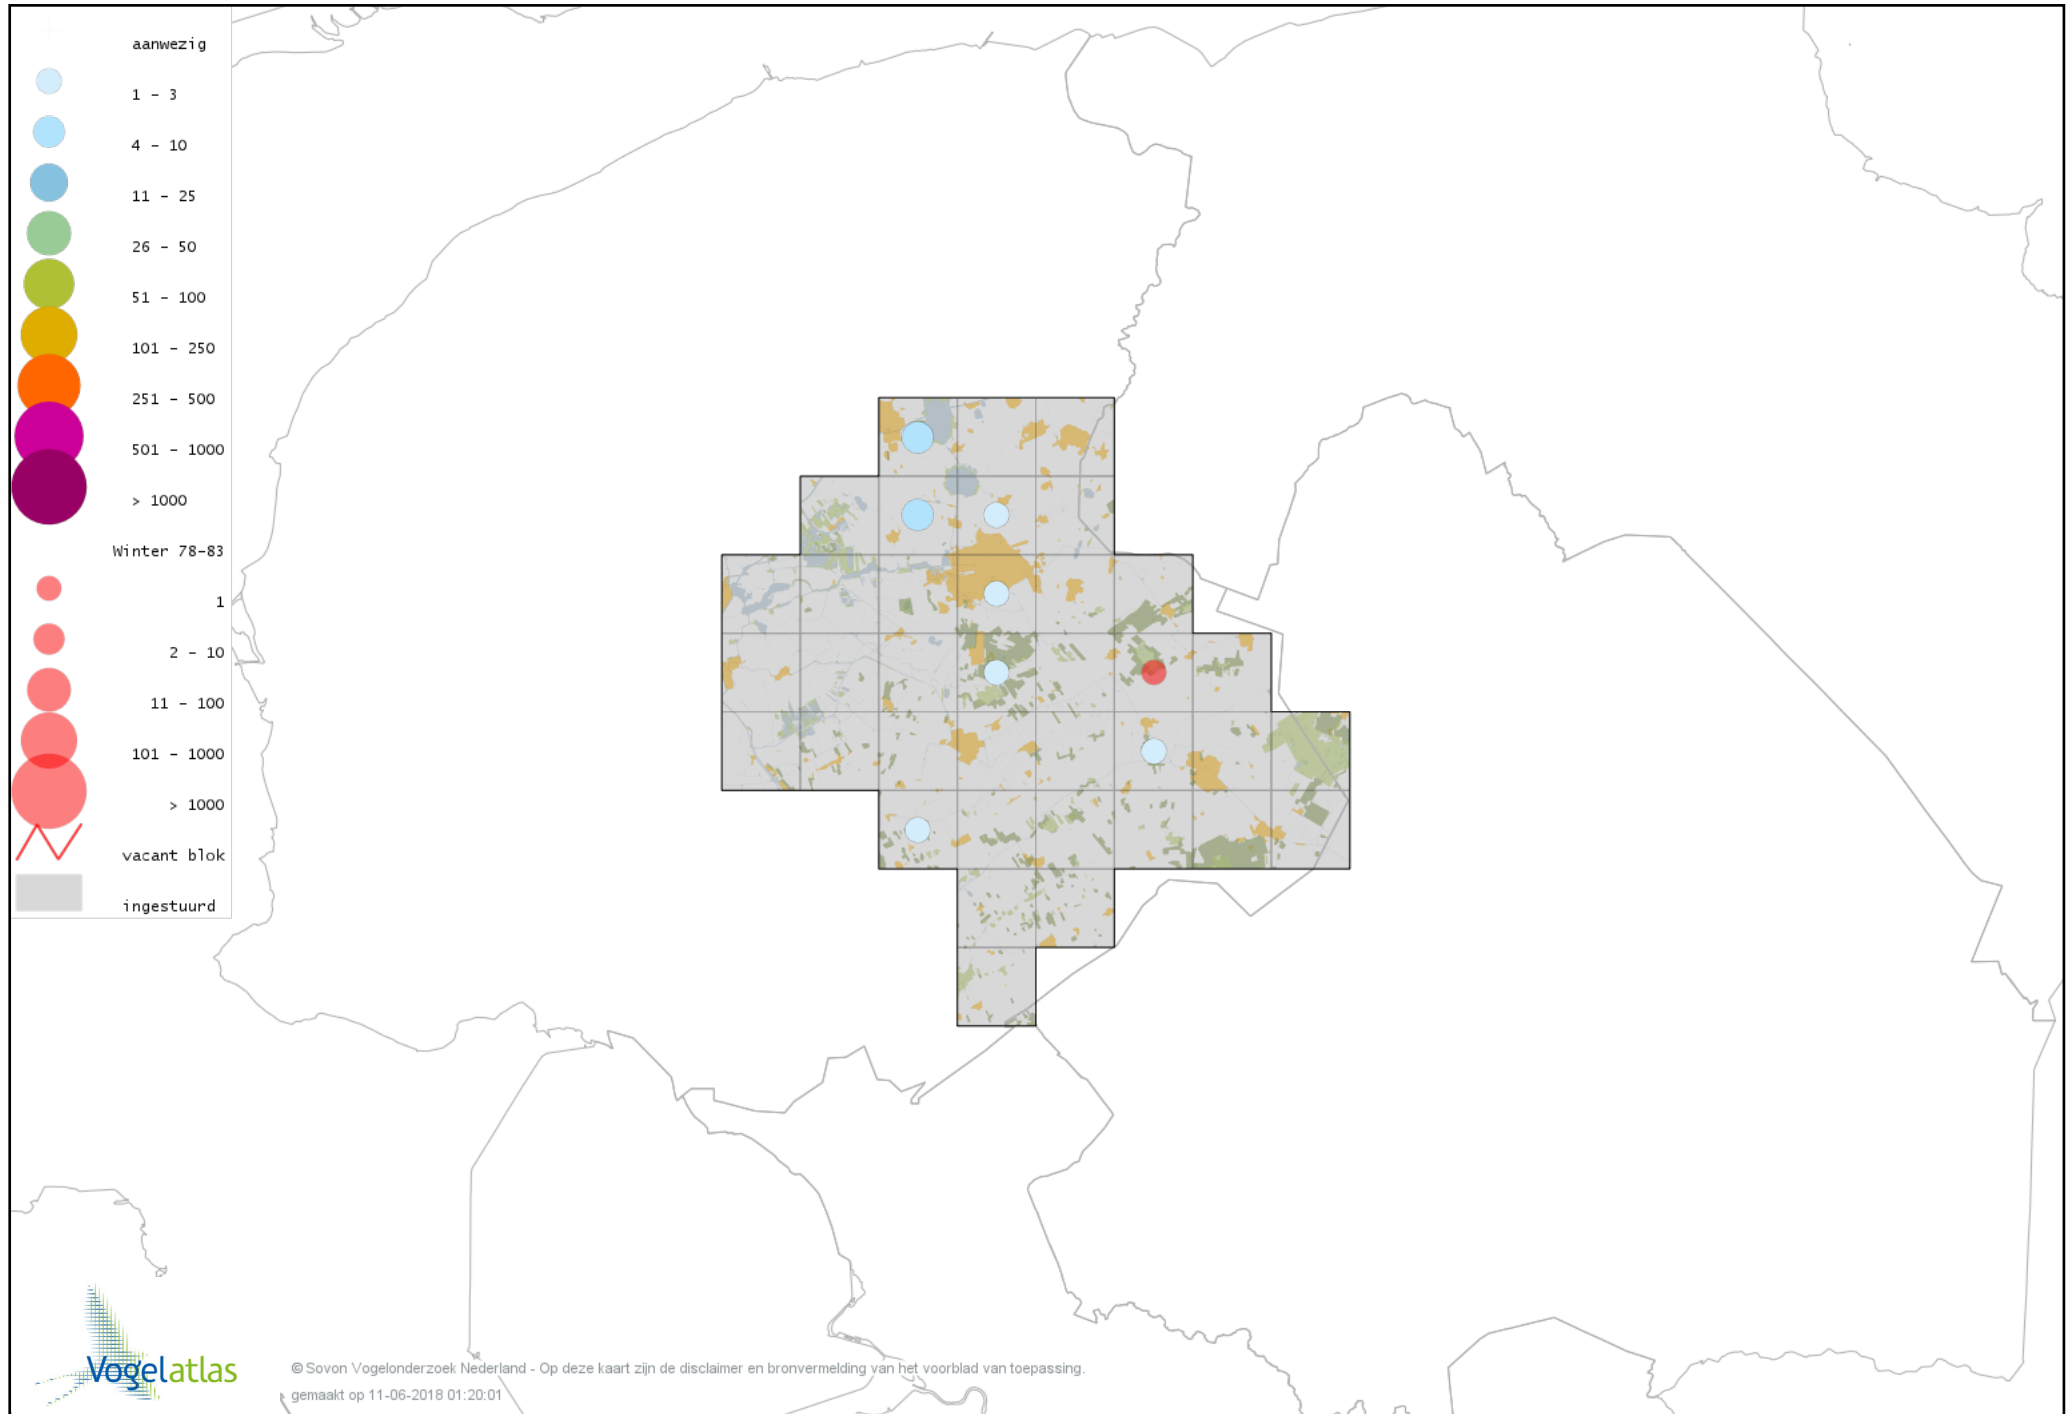 aanwezig
1 - 3
4 - 10
11 - 25
26 - 50
51 - 100
101 - 250
251 - 500
501 - 1000
> 1000
Winter 78-83
1
2 - 10
11 - 100
101 - 1000
> 1000
vacant blok
ingestuurd
Vogelatlas
© Sovon Vogelonderzoek Nederland - Op deze kaart zijn de disclaimer en bronvermelding van het voorblad van toepassing.
gemaakt op 11-06-2018 01:20:01